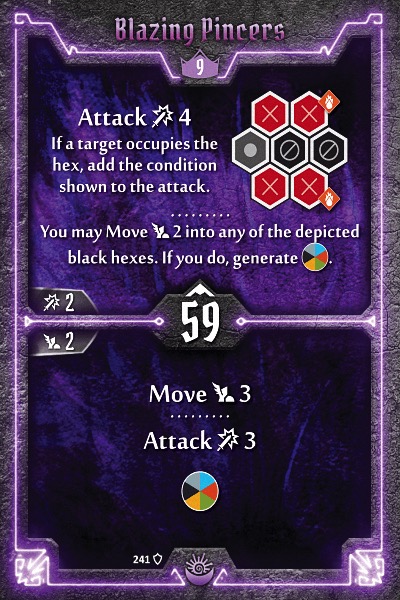 Blazing Pincers
9
Attack 4
If a target occupies the
hex, add the condition
shown to the attack.
You may Move 2 into any of the depicted
black hexes. If you do, generate .
2
59
2
Move 3
Attack 3
241